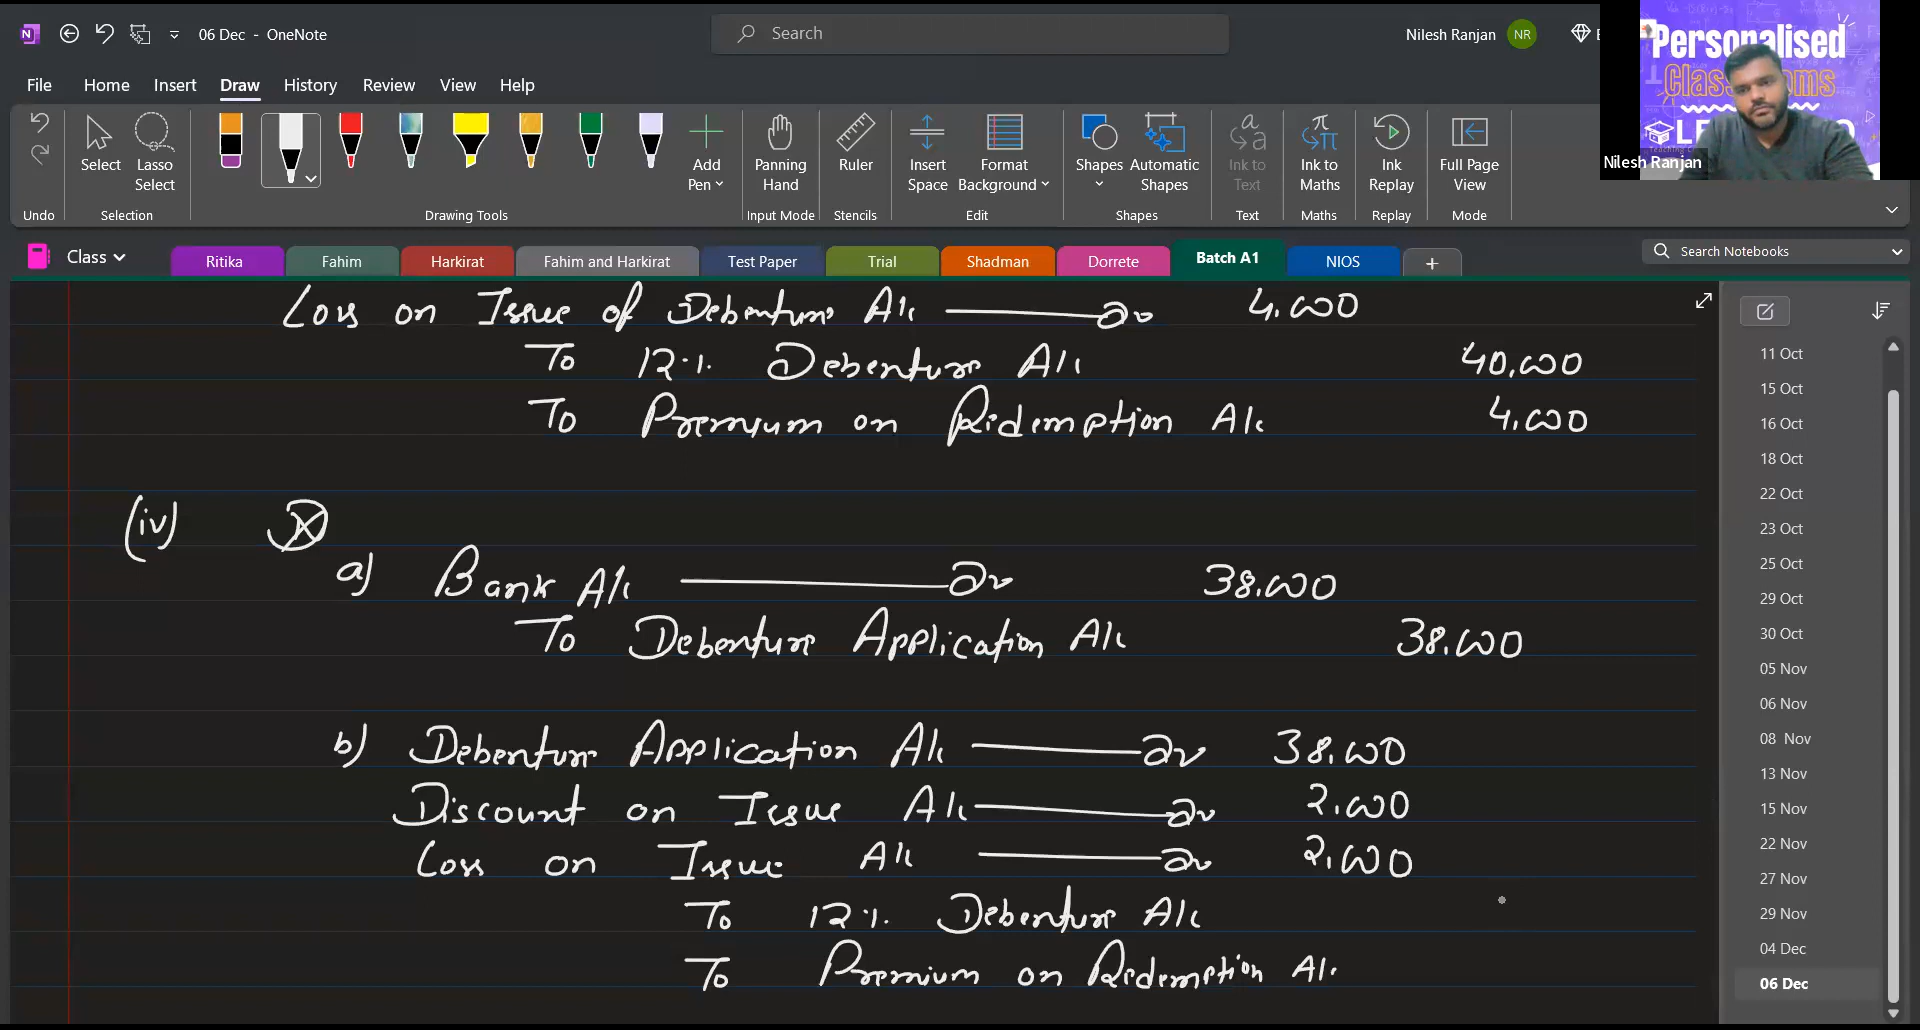 06 Dec - OneNote
Search
Nilesh Ranjan NR
Personalised
Classrooms
Nilesh Ranjan
File Home Insert Draw History Review View Help
Select
Lasso Select
Add Pen
Panning Hand
Ruler
Insert Space
Format Background
Shapes
Automatic Shapes
Ink to Text
Ink to Maths
Ink Replay
Full Page View
Undo Selection Drawing Tools Input Mode Stencils Edit Shapes Text Maths Replay Mode
Class Ritika Fahim Harkirat Fahim and Harkirat Test Paper Trial Shadman Dorrete Batch A1 NIOS +
Search Notebooks
Loss on Issue of Debenture A/c Dr 4,000
To 12% Debenture A/c 40,000
To Premium on Redemption A/c 4,000
(iv)
a) Bank A/c Dr 38,000
To Debenture Application A/c 38,000
b) Debenture Application A/c Dr 38,000
Discount on Issue A/c Dr 2,000
Loss on Issue A/c Dr 2,000
To 12% Debenture A/c
To Premium on Redemption A/c
11 Oct
15 Oct
16 Oct
18 Oct
22 Oct
23 Oct
25 Oct
29 Oct
30 Oct
05 Nov
06 Nov
08 Nov
13 Nov
15 Nov
22 Nov
27 Nov
29 Nov
04 Dec
06 Dec